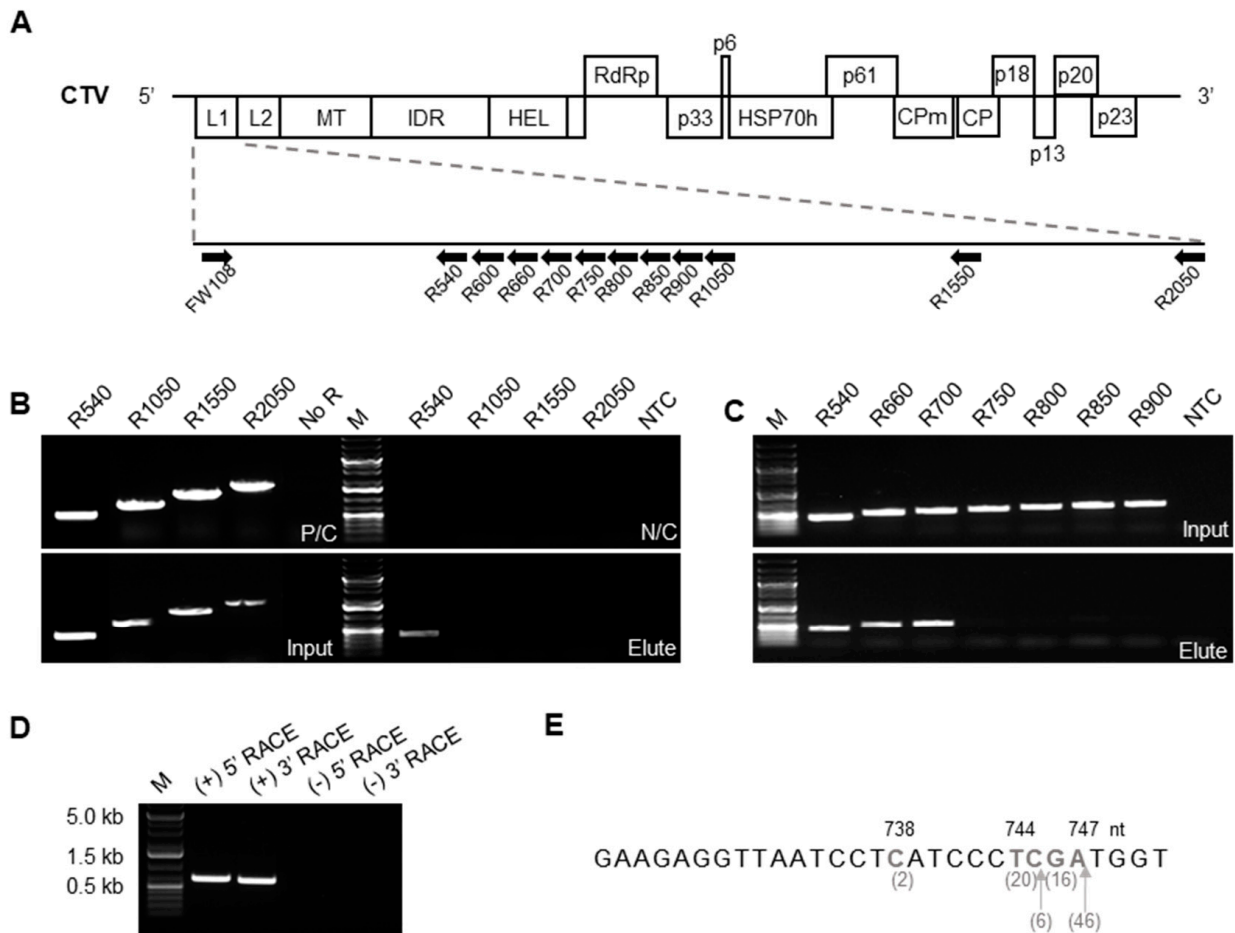 A
CTV 5' L1 L2 MT IDR HEL RdRp p33 p6 HSP70h p61 CPm CP p18 p13 p20 p23 3'
FW108 R540 R600 R660 R700 R750 R800 R850 R900 R1050 R1550 R2050
B
R540 R1050 R1550 R2050 No R M R540 R1050 R1550 R2050 NTC
P/C N/C
Input Elute
C
M R540 R660 R700 R750 R800 R850 R900 NTC
Input
Elute
D
M (+) 5' RACE (+) 3' RACE (-) 5' RACE (-) 3' RACE
5.0 kb
1.5 kb
0.5 kb
E
738 744 747 nt
GAAGAGGTTAATCCTCATCCCTCGATGGT
(2) (20) (16)
(6) (46)